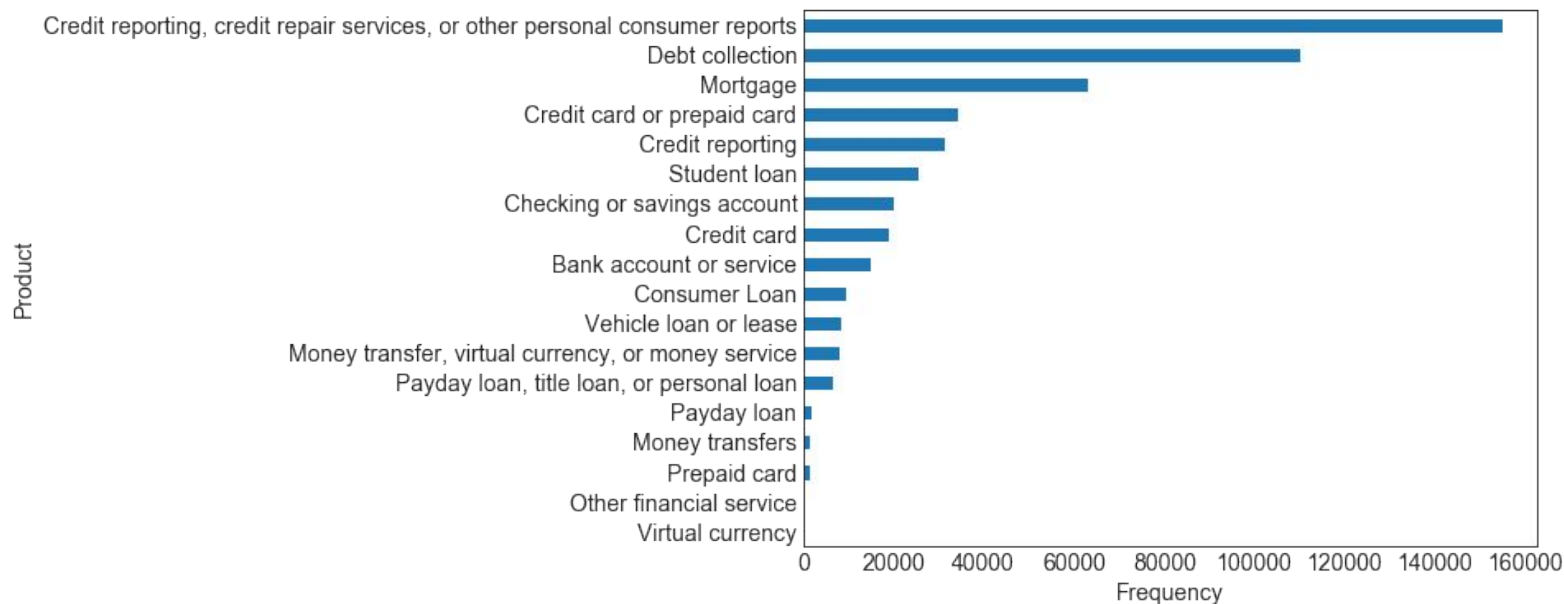 Credit reporting, credit repair services, or other personal consumer reports
Debt collection
Mortgage
Credit card or prepaid card
Credit reporting
Student loan
Checking or savings account
Credit card
Bank account or service
Consumer Loan
Vehicle loan or lease
Money transfer, virtual currency, or money service
Payday loan, title loan, or personal loan
Payday loan
Money transfers
Prepaid card
Other financial service
Virtual currency
Product
0 20000 40000 60000 80000 100000 120000 140000 160000
Frequency